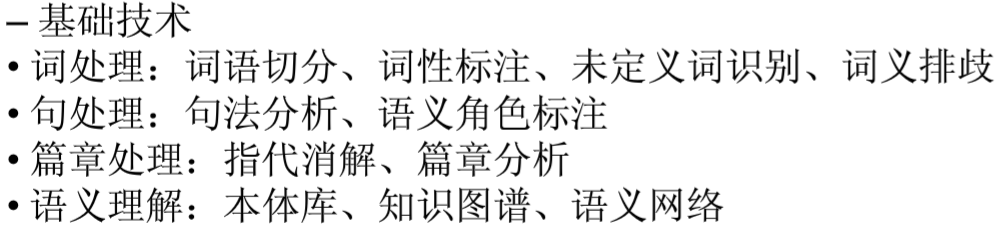 – 基础技术
• 词处理：词语切分、词性标注、未定义词识别、词义排歧
• 句处理：句法分析、语义角色标注
• 篇章处理：指代消解、篇章分析
• 语义理解：本体库、知识图谱、语义网络